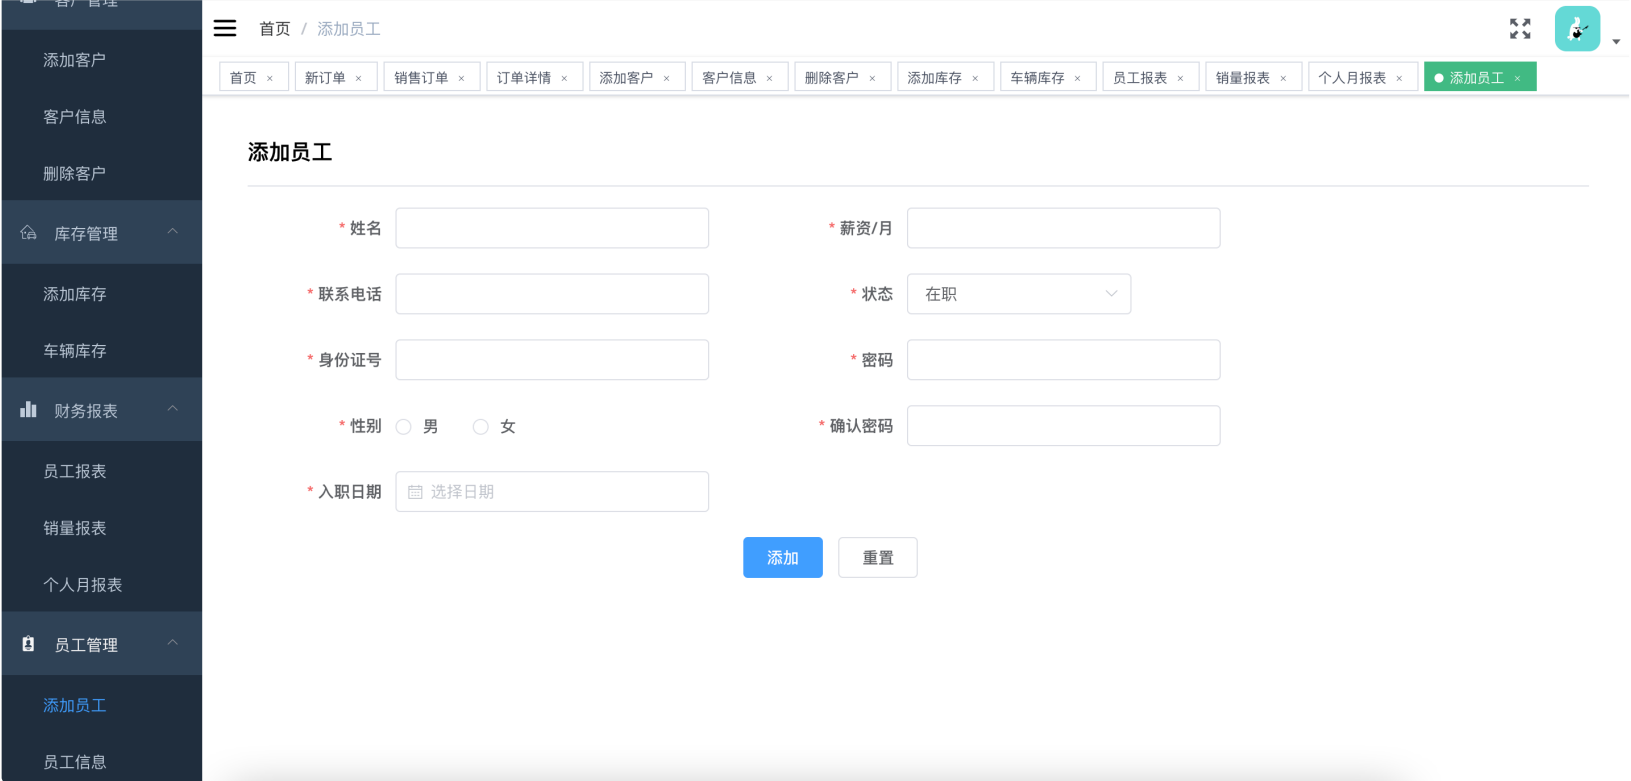 客户管理
添加客户
客户信息
删除客户
库存管理
添加库存
车辆库存
财务报表
员工报表
销量报表
个人月报表
员工管理
添加员工
员工信息
首页 / 添加员工
首页 × 新订单 × 销售订单 × 订单详情 × 添加客户 × 客户信息 × 删除客户 × 添加库存 × 车辆库存 × 员工报表 × 销量报表 × 个人月报表 × 添加员工 ×
添加员工
* 姓名
* 薪资/月
* 联系电话
* 状态 在职
* 身份证号
* 密码
* 性别 男 女
* 确认密码
* 入职日期 选择日期
添加 重置